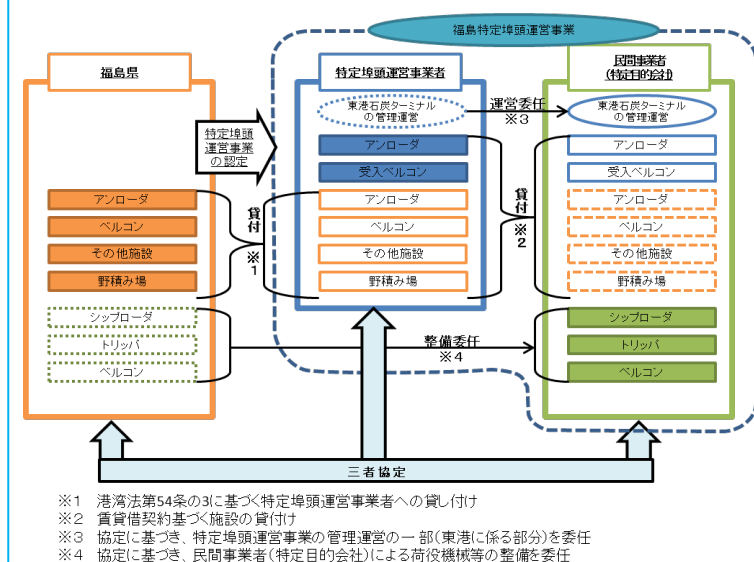 福島特定埠頭運営事業
福島県
特定埠頭運営事業者
民間事業者
(特定目的会社)
特定埠頭
運営事業
の認定
東港石炭ターミナル
の管理運営
運営委任
※3
東港石炭ターミナル
の管理運営
アンローダ
受入ベルコン
アンローダ
受入ベルコン
アンローダ
ベルコン
その他施設
野積み場
貸付
※1
アンローダ
ベルコン
その他施設
野積み場
貸付
※2
アンローダ
ベルコン
その他施設
野積み場
シップローダ
トリッパ
ベルコン
整備委任
※4
シップローダ
トリッパ
ベルコン
三者協定
※1 港湾法第54条の3に基づく特定埠頭運営事業者への貸し付け
※2 賃貸借契約基づく施設の貸付け
※3 協定に基づき、特定埠頭運営事業の管理運営の一部(東港に係る部分)を委任
※4 協定に基づき、民間事業者(特定目的会社)による荷役機械等の整備を委任